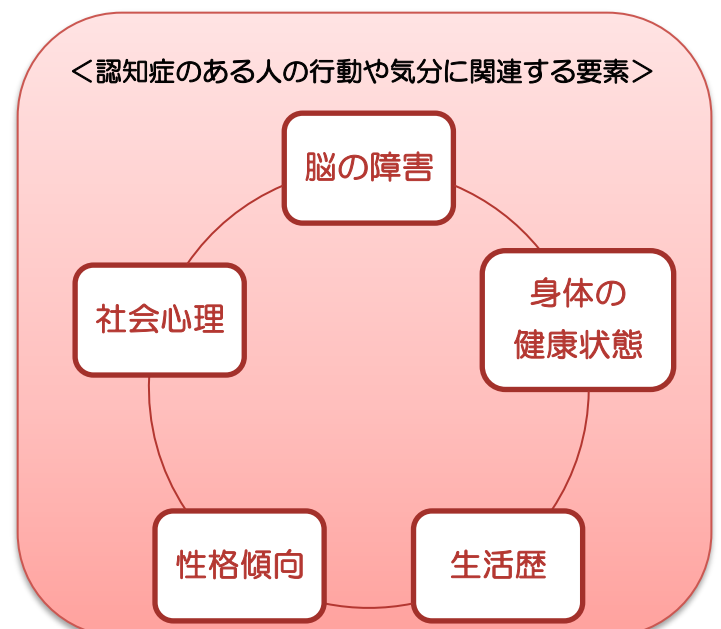 ＜認知症のある人の行動や気分に関連する要素＞
脳の障害
身体の
健康状態
生活歴
性格傾向
社会心理